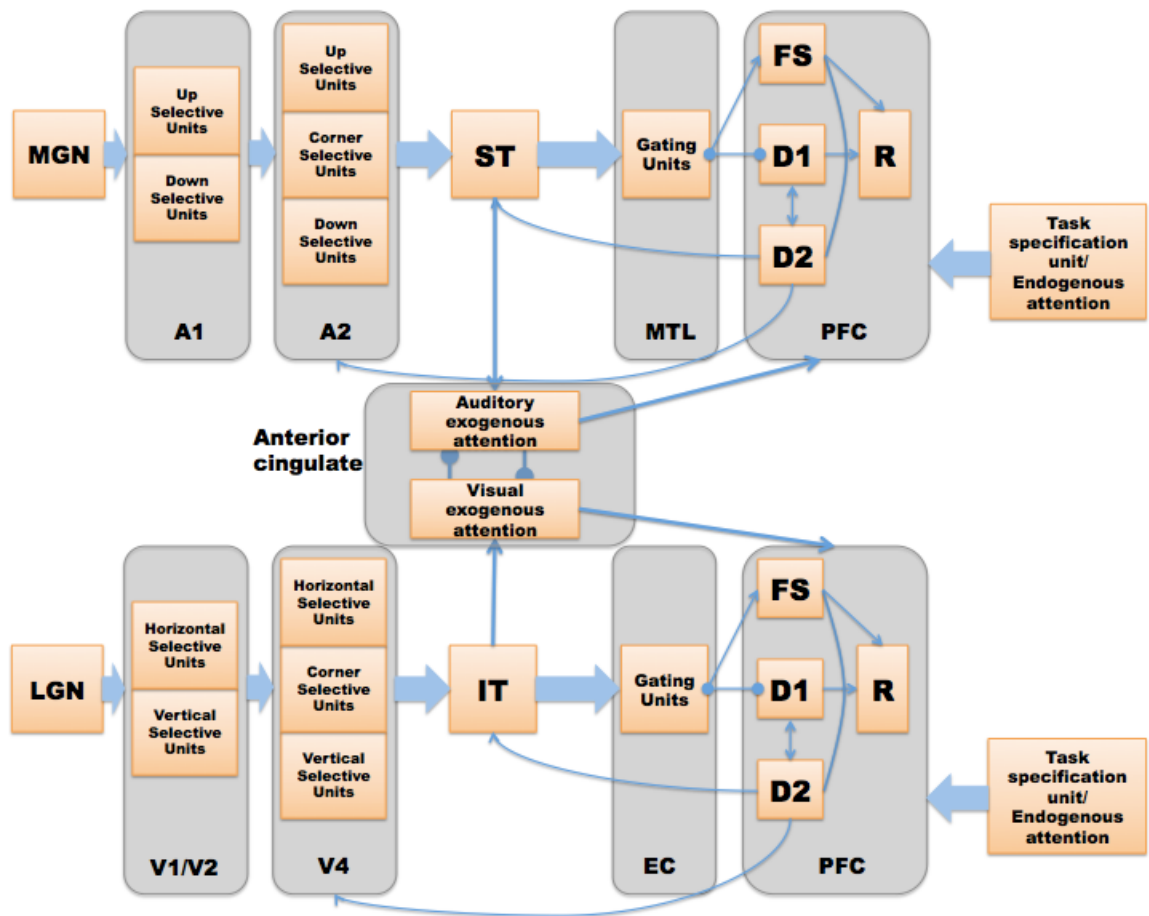 MGN
Up
Selective
Units
Down
Selective
Units
A1
Up
Selective
Units
Corner
Selective
Units
Down
Selective
Units
A2
ST
Gating
Units
MTL
FS
D1
D2
R
PFC
Task
specification
unit/
Endogenous
attention
Anterior
cingulate
Auditory
exogenous
attention
Visual
exogenous
attention
LGN
Horizontal
Selective
Units
Vertical
Selective
Units
V1/V2
Horizontal
Selective
Units
Corner
Selective
Units
Vertical
Selective
Units
V4
IT
Gating
Units
EC
FS
D1
D2
R
PFC
Task
specification
unit/
Endogenous
attention